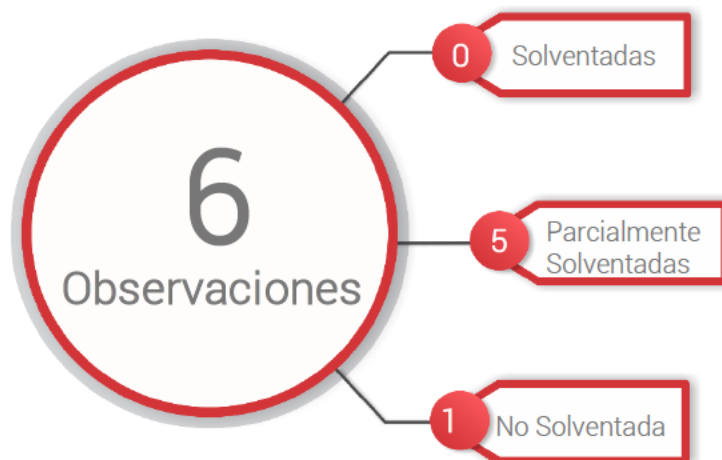 6
Observaciones
0
Solventadas
5
Parcialmente
Solventadas
1
No Solventada